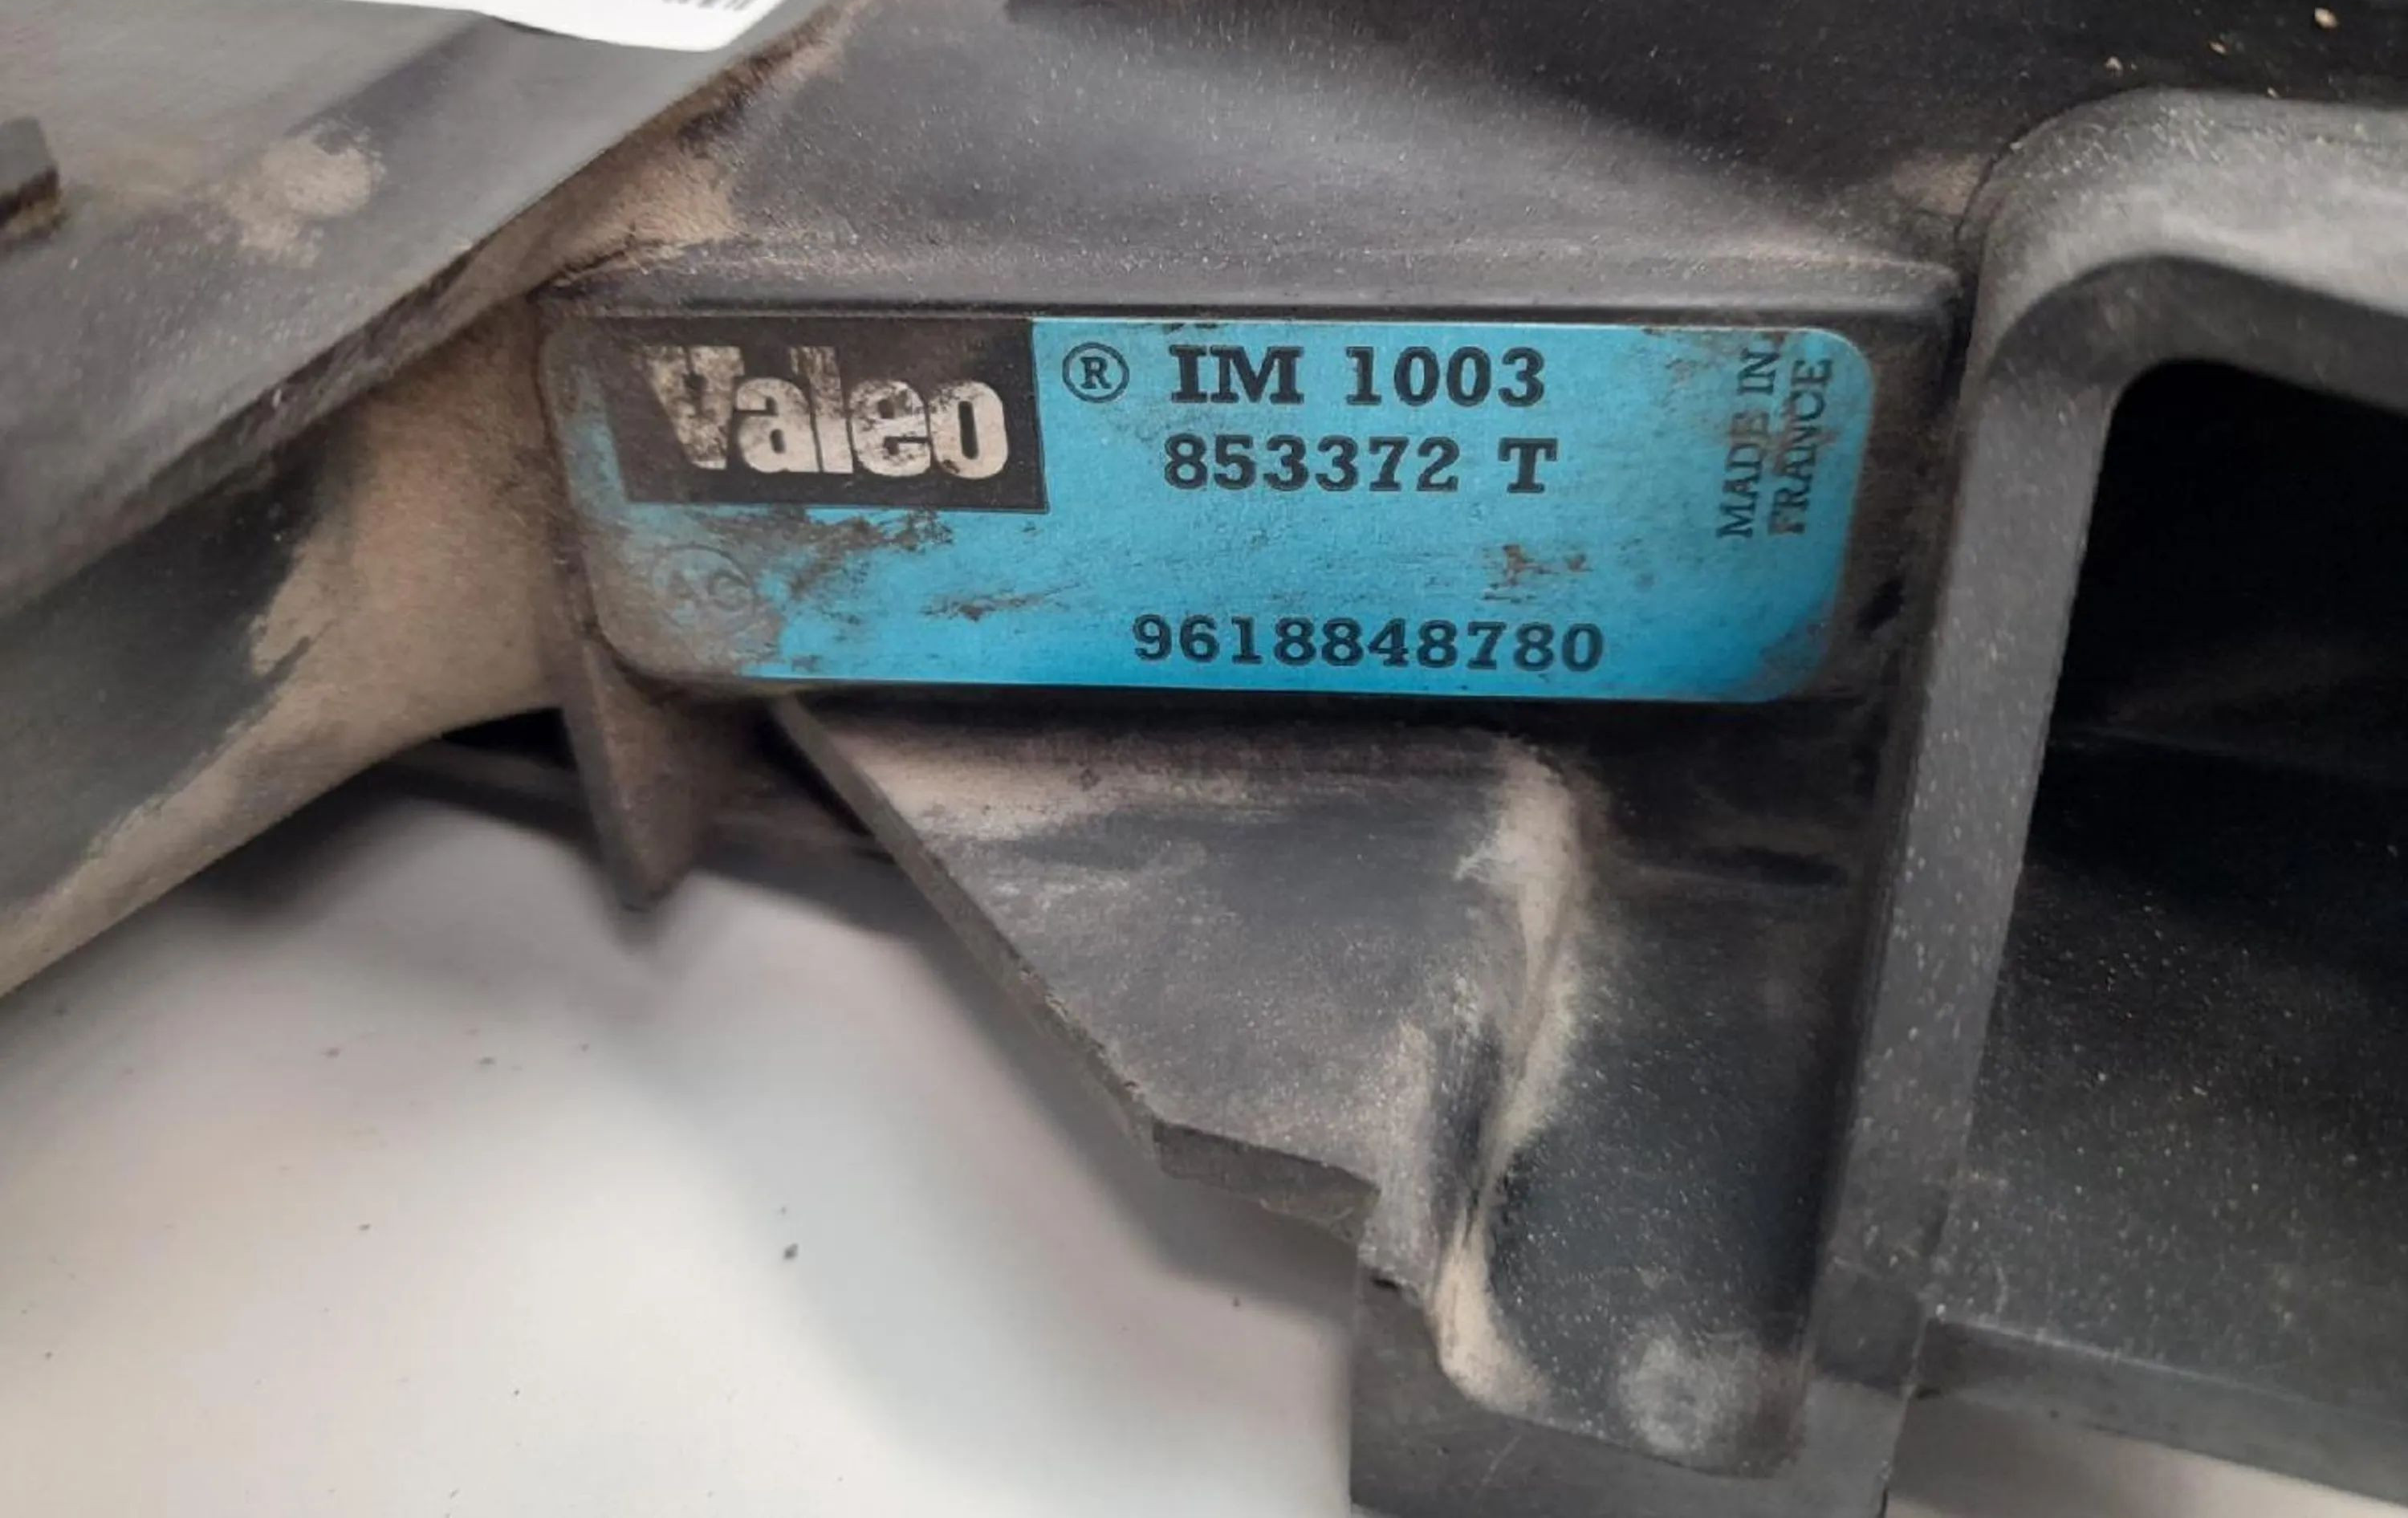 Valeo ® IM 1003
853372 T
MADE IN
FRANCE
9618848780